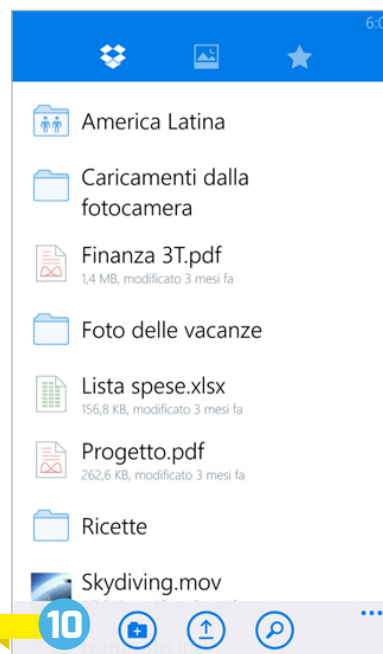 America Latina
Caricamenti dalla
fotocamera
Finanza 3T.pdf
1,4 MB, modificato 3 mesi fa
Foto delle vacanze
Lista spese.xlsx
156,8 KB, modificato 3 mesi fa
Progetto.pdf
262,6 KB, modificato 3 mesi fa
Ricette
Skydiving.mov
10